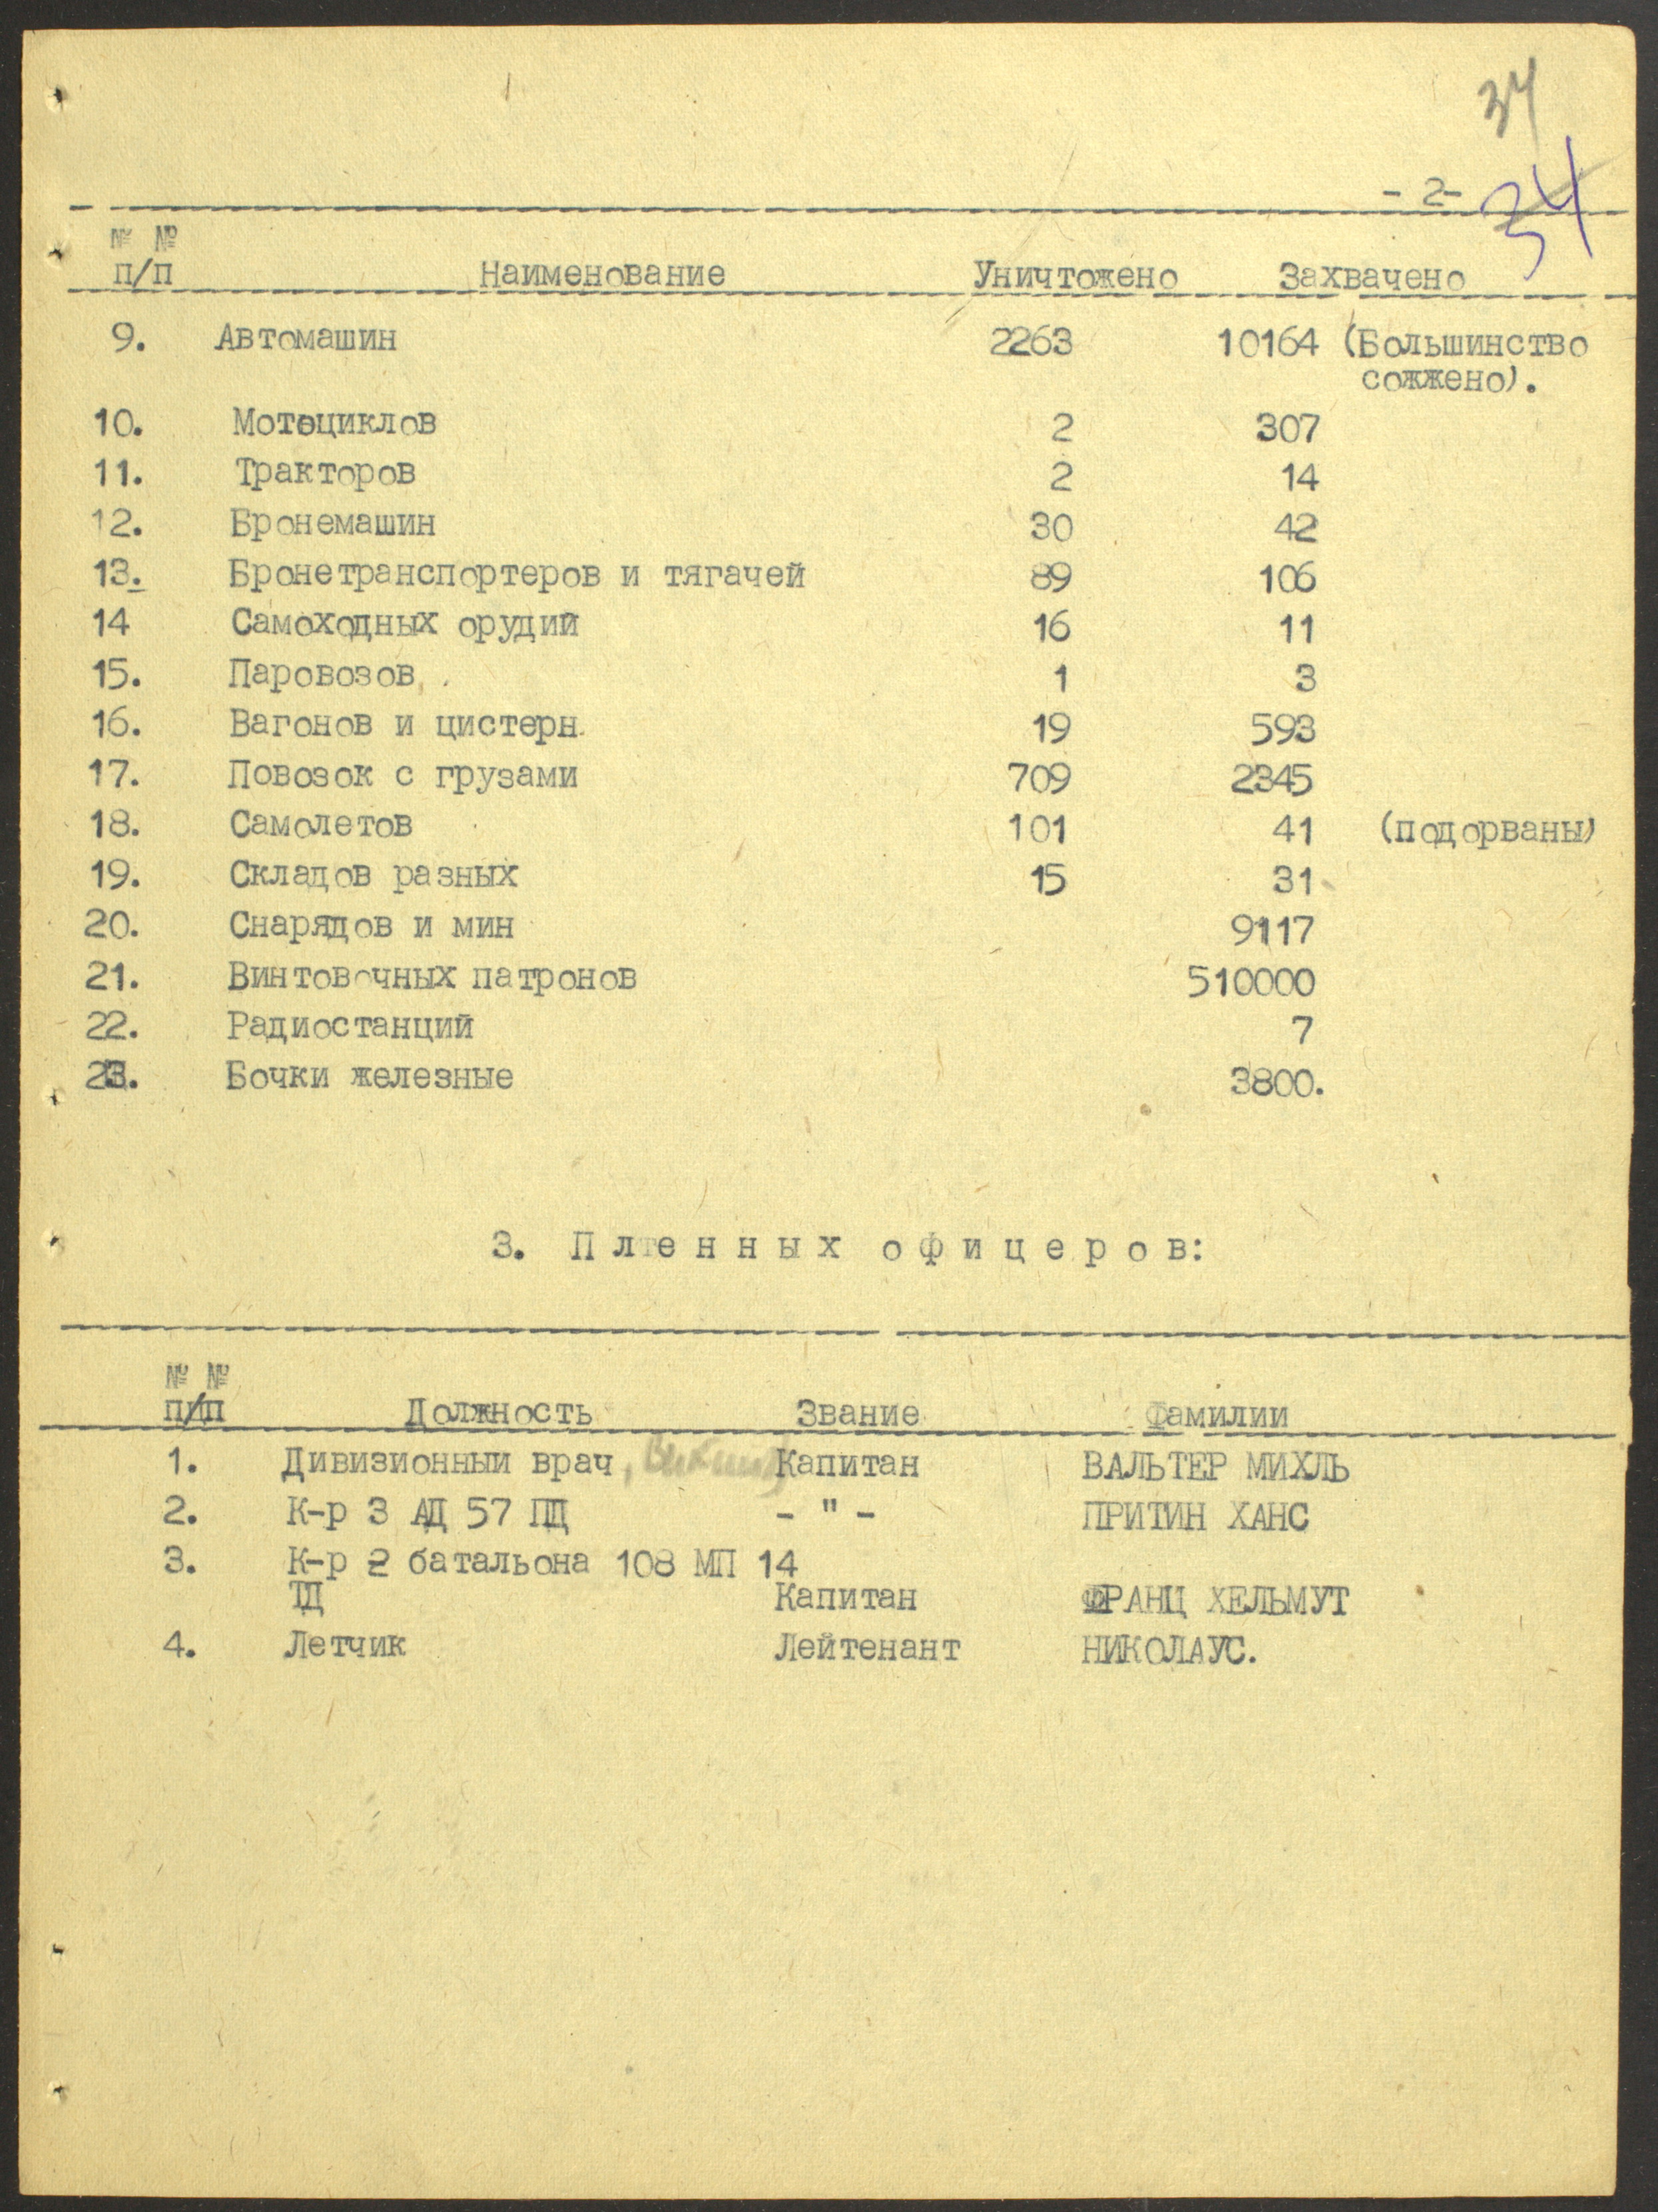 34
- 2-
34
№ №
п/п Наименование Уничтожено Захвачено
9. Автомашин 2263 10164 (Большинство
сожжено).
10. Мотоциклов 2 307
11. Тракторов 2 14
12. Бронемашин 30 42
13. Бронетранспортеров и тягачей 89 106
14 Самоходных орудий 16 11
15. Паровозов 1 3
16. Вагонов и цистерн 19 593
17. Повозок с грузами 709 2345
18. Самолетов 101 41 (подорваны)
19. Складов разных 15 31
20. Снарядов и мин 9117
21. Винтовочных патронов 510000
22. Радиостанций 7
23. Бочки железные 3800.
3. Пленных офицеров:
№ №
п/п Должность Звание Фамилии
1. Дивизионный врач, Капитан ВАЛЬТЕР МИХЛЬ
2. К-р 3 АД 57 ПД - " - ПРИТИН ХАНС
3. К-р 2 батальона 108 МП 14
ТД Капитан ФРАНЦ ХЕЛЬМУТ
4. Летчик Лейтенант НИКОЛАУС.